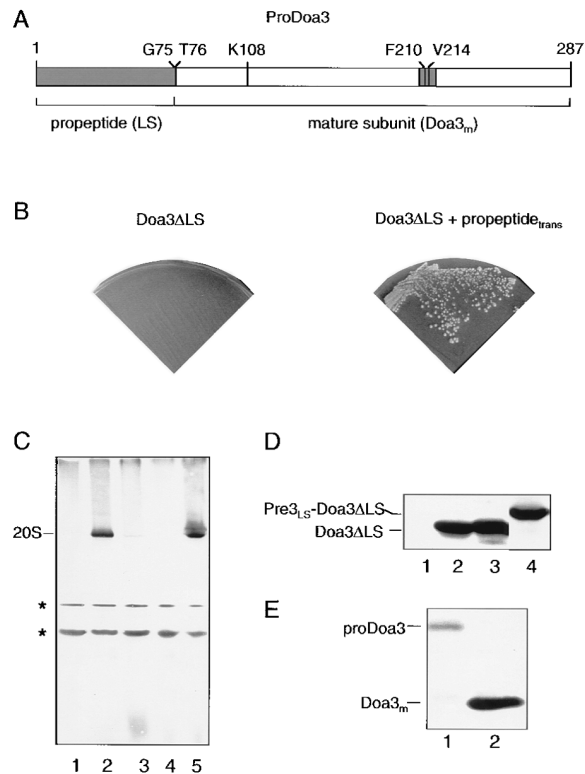 A
ProDoa3
1 G75 T76 K108 F210 V214 287
propeptide (LS) mature subunit (Doa3m)
B
Doa3ΔLS Doa3ΔLS + propeptidetrans
C
20S
*
*
1 2 3 4 5
D
Pre3LS-Doa3ΔLS
Doa3ΔLS
1 2 3 4
E
proDoa3
Doa3m
1 2